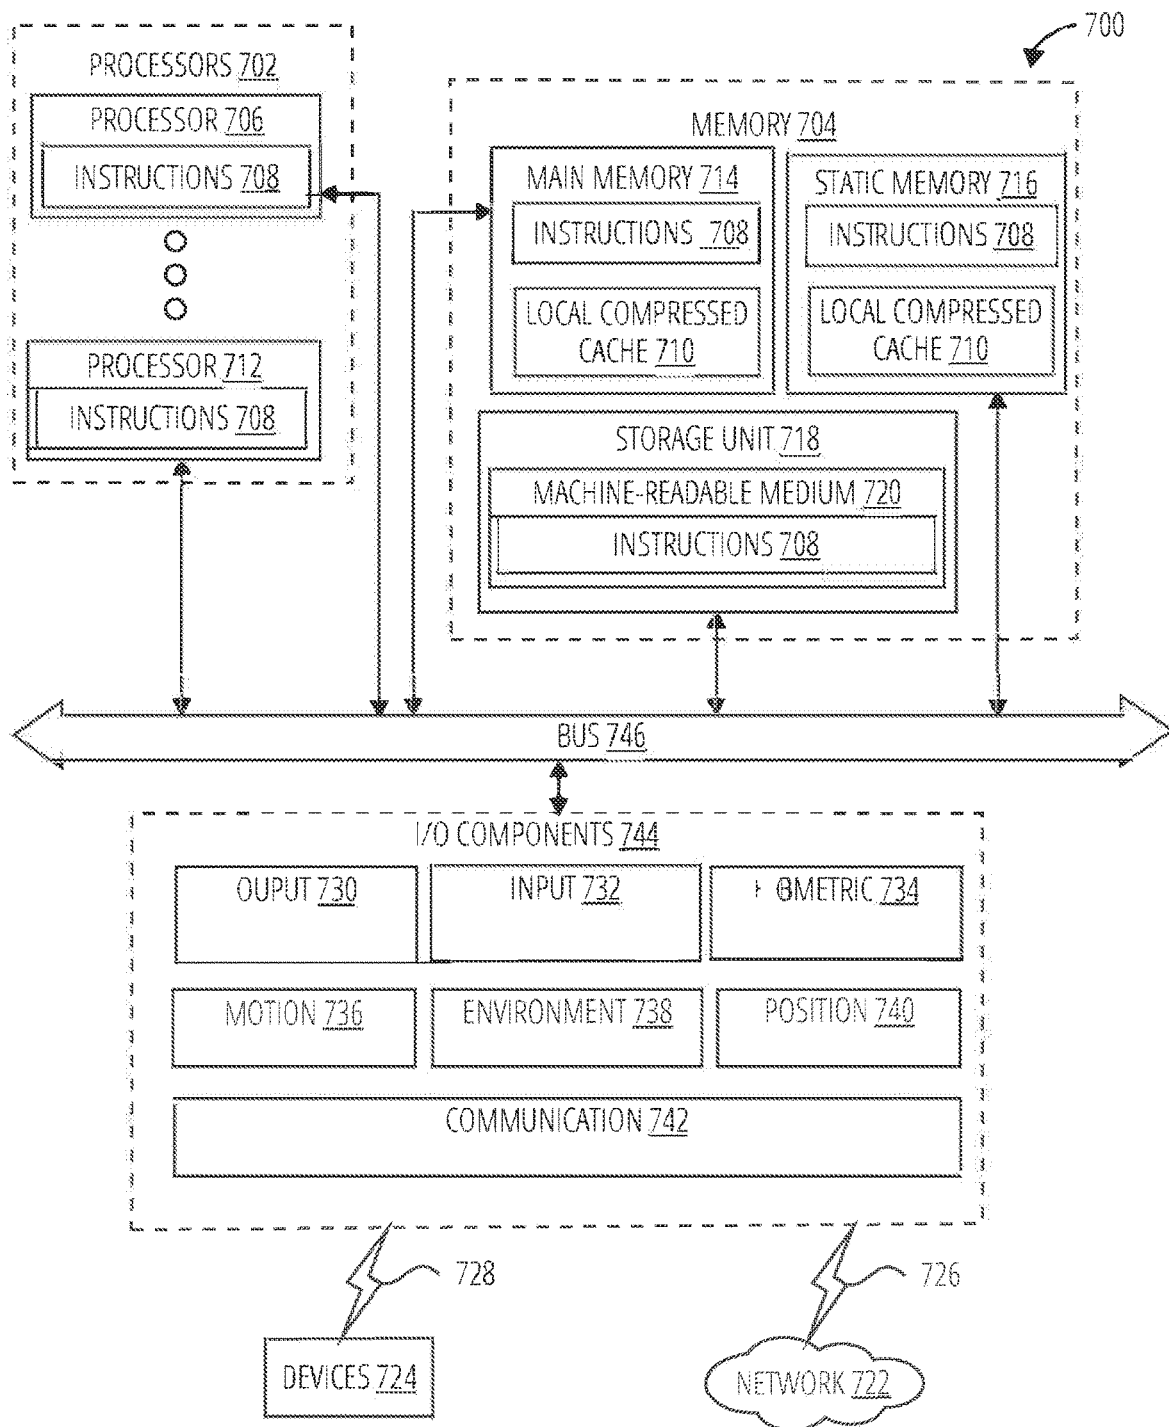 700
PROCESSORS 702
PROCESSOR 706
INSTRUCTIONS 708
PROCESSOR 712
INSTRUCTIONS 708
MEMORY 704
MAIN MEMORY 714
INSTRUCTIONS 708
LOCAL COMPRESSED
CACHE 710
STATIC MEMORY 716
INSTRUCTIONS 708
LOCAL COMPRESSED
CACHE 710
STORAGE UNIT 718
MACHINE-READABLE MEDIUM 720
INSTRUCTIONS 708
BUS 746
I/O COMPONENTS 744
OUPUT 730
INPUT 732
734
MOTION 736
ENVIRONMENT 738
POSITION 740
COMMUNICATION 742
728
726
DEVICES 724
NETWORK 722